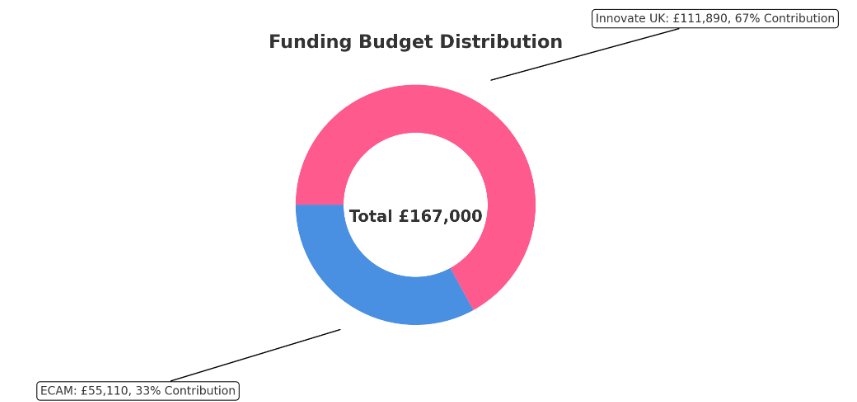 Innovate UK: £111,890, 67% Contribution
Funding Budget Distribution
Total £167,000
ECAM: £55,110, 33% Contribution